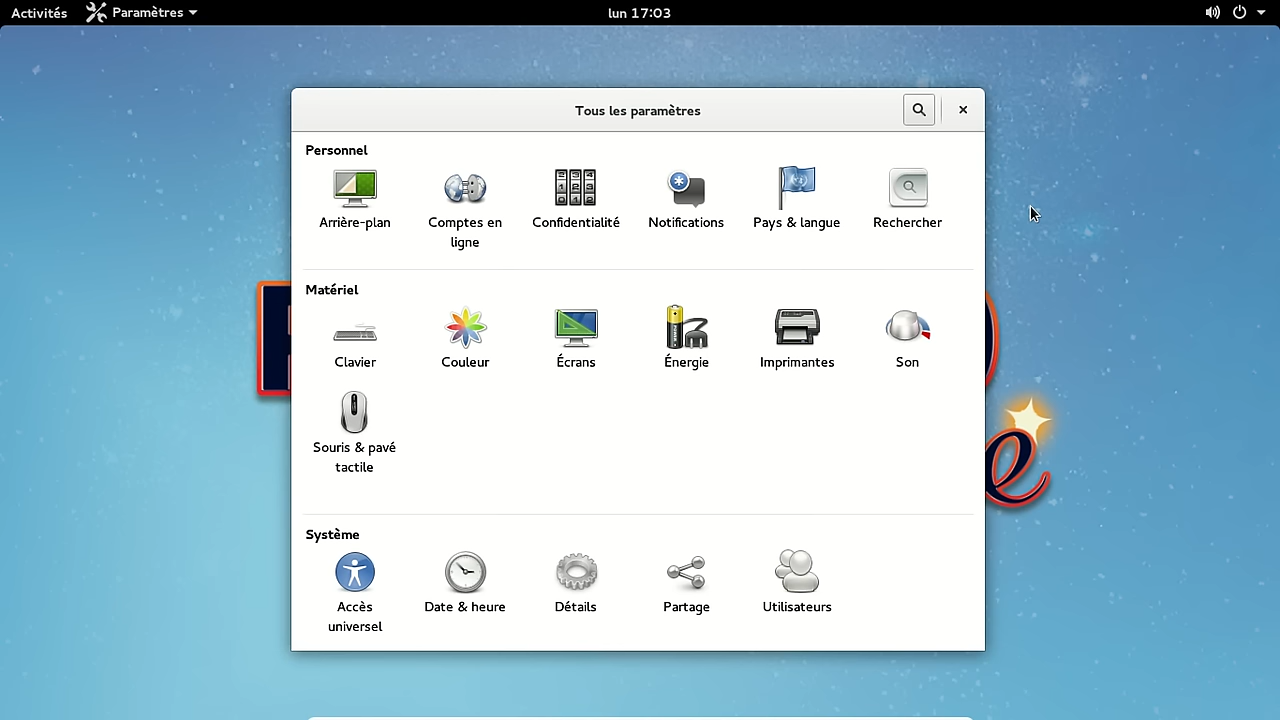 Activités Paramètres lun 17:03
Tous les paramètres
Personnel
Arrière-plan Comptes en ligne Confidentialité Notifications Pays & langue Rechercher
Matériel
Clavier Couleur Écrans Énergie Imprimantes Son
Souris & pavé tactile
Système
Accès universel Date & heure Détails Partage Utilisateurs